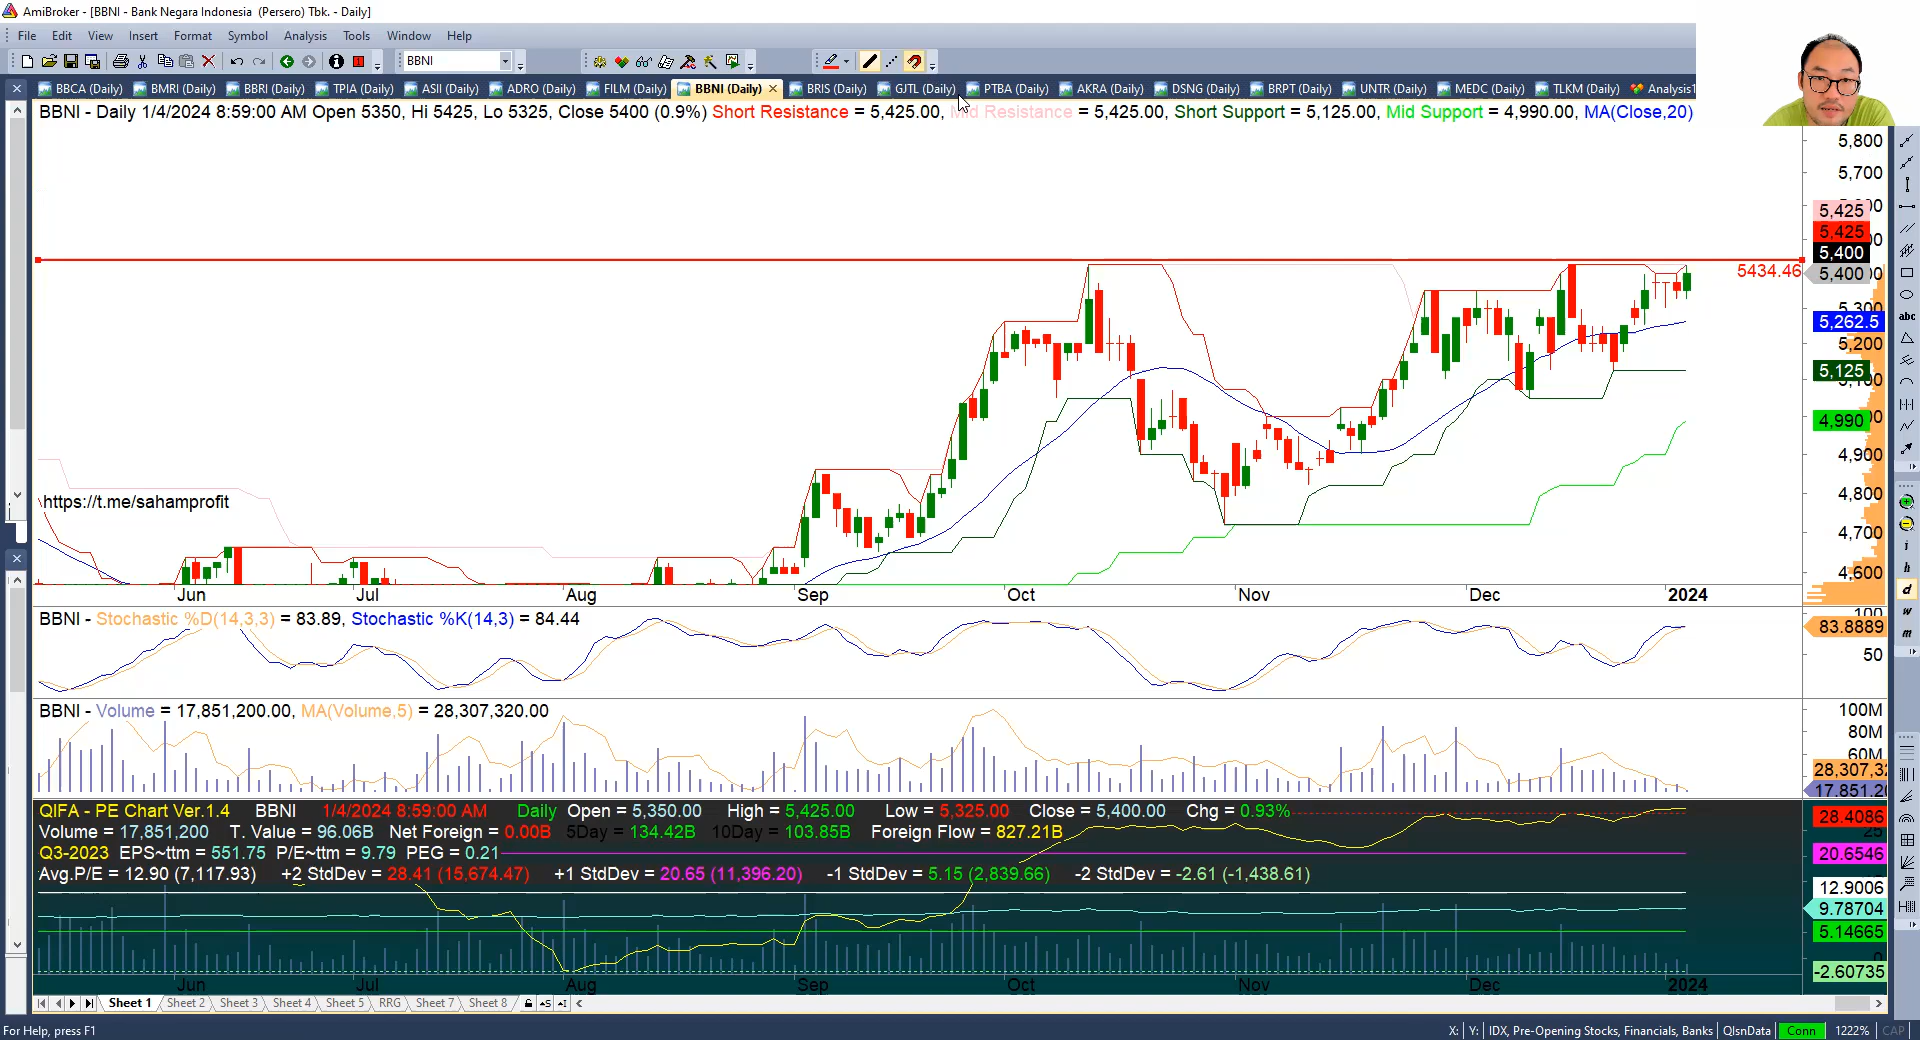 AmiBroker - [BBNI - Bank Negara Indonesia (Persero) Tbk. - Daily]
File Edit View Insert Format Symbol Analysis Tools Window Help
BBNI
BBCA (Daily) BMRI (Daily) BBRI (Daily) TPIA (Daily) ASII (Daily) ADRO (Daily) FILM (Daily) BBNI (Daily) BRIS (Daily) GJTL (Daily) PTBA (Daily) AKRA (Daily) DSNG (Daily) BRPT (Daily) UNTR (Daily) MEDC (Daily) TLKM (Daily) Analysis1
BBNI - Daily 1/4/2024 8:59:00 AM Open 5350, Hi 5425, Lo 5325, Close 5400 (0.9%) Short Resistance = 5,425.00, Mid Resistance = 5,425.00, Short Support = 5,125.00, Mid Support = 4,990.00, MA(Close,20)
5,800
5,700
5,425
5,425
5,400
5434.46
5,400
5,300
5,262.5
5,200
5,125
4,990
4,900
4,800
https://t.me/sahamprofit
4,700
4,600
Jun Jul Aug Sep Oct Nov Dec 2024
BBNI - Stochastic %D(14,3,3) = 83.89, Stochastic %K(14,3) = 84.44
100
83.8889
50
BBNI - Volume = 17,851,200.00, MA(Volume,5) = 28,307,320.00
100M
80M
60M
28,307,32
17,851,20
QIFA - PE Chart Ver.1.4 BBNI 1/4/2024 8:59:00 AM Daily Open = 5,350.00 High = 5,425.00 Low = 5,325.00 Close = 5,400.00 Chg = 0.93%
Volume = 17,851,200 T. Value = 96.06B Net Foreign = 0.00B 5Day = 134.42B 10Day = 103.85B Foreign Flow = 827.21B
Q3-2023 EPS~ttm = 551.75 P/E~ttm = 9.79 PEG = 0.21
Avg.P/E = 12.90 (7,117.93) +2 StdDev = 28.41 (15,674.47) +1 StdDev = 20.65 (11,396.20) -1 StdDev = 5.15 (2,839.66) -2 StdDev = -2.61 (-1,438.61)
28.4086
25
20.6546
12.9006
9.78704
5.14665
0
-2.60735
Jun Jul Aug Sep Oct Nov Dec 2024
abc
i
h
d
w
m
Sheet 1 Sheet 2 Sheet 3 Sheet 4 Sheet 5 RRG Sheet 7 Sheet 8
For Help, press F1
X: Y: IDX, Pre-Opening Stocks, Financials, Banks QlsnData Conn 1222% CAP